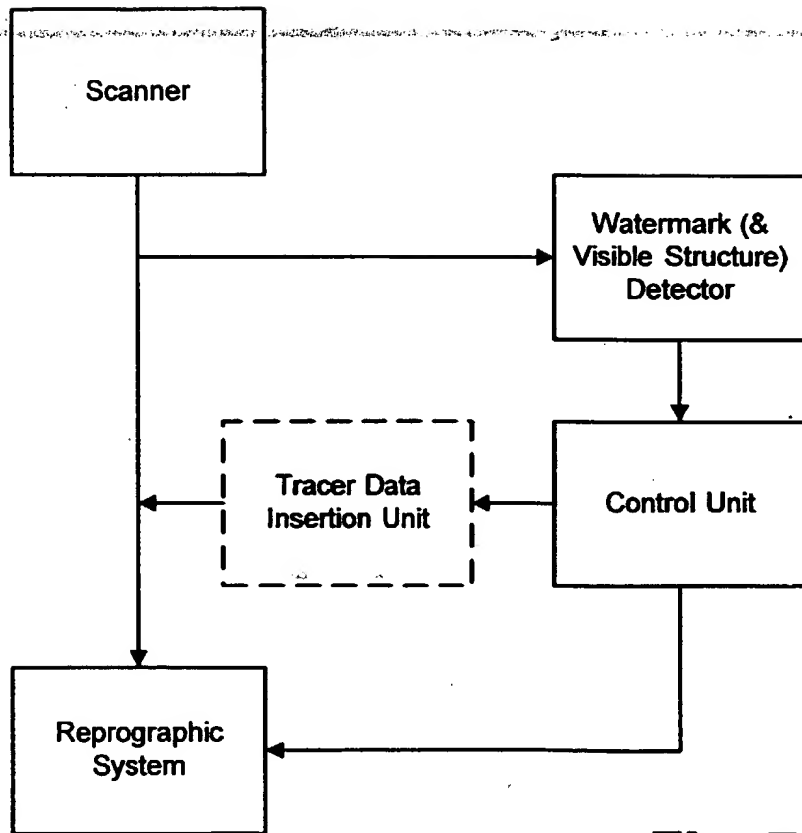 Scanner
Watermark (&
Visible Structure)
Detector
Tracer Data
Insertion Unit
Control Unit
Reprographic
System